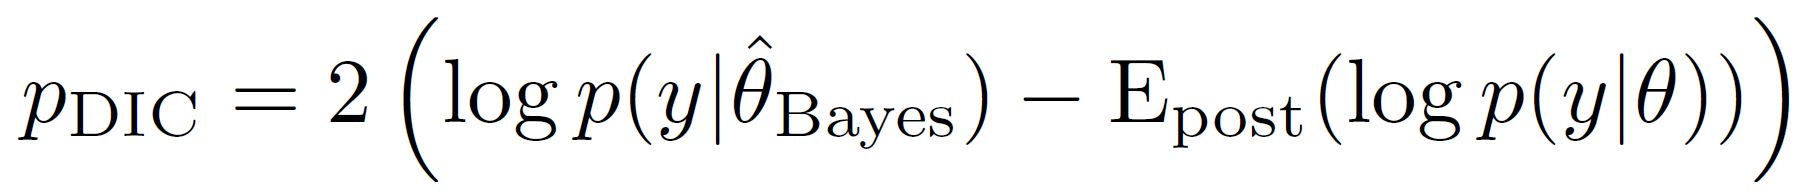 p_DIC = 2 (log p(y|θ̂_Bayes) − E_post(log p(y|θ)))